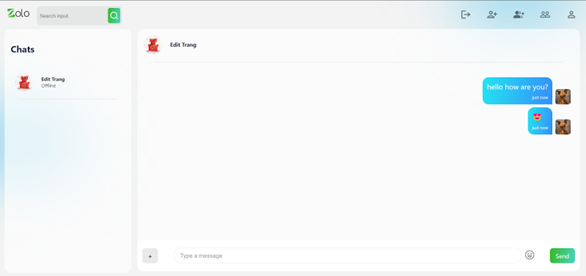 Zolo
Search input
Chats
Edit Trang
Offline
Edit Trang
hello how are you?
just now
just now
+
Type a message
Send